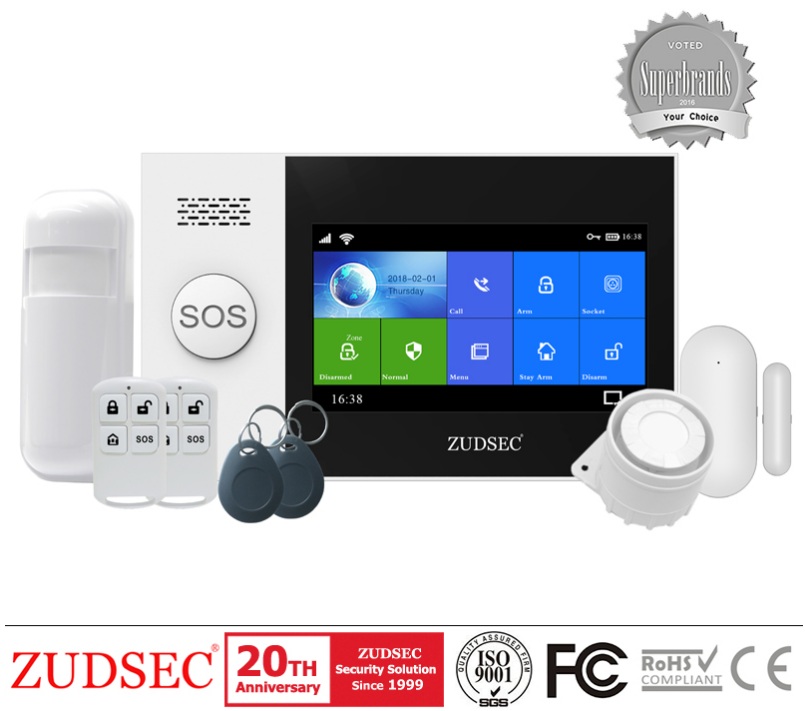 VOTED
Superbrands
2016
Your Choice
16:38
2018-02-01
Thursday
Call
Arm
Socket
SOS
Zone
Disarmed
Normal
Menu
Stay Arm
Disarm
16:38
SOS
SOS
ZUDSEC
ZUDSEC®
20TH
Anniversary
ZUDSEC
Security Solution
Since 1999
QUALITY ASSURED FIRM
ISO
9001
SGS
FC
RoHS
COMPLIANT
CE